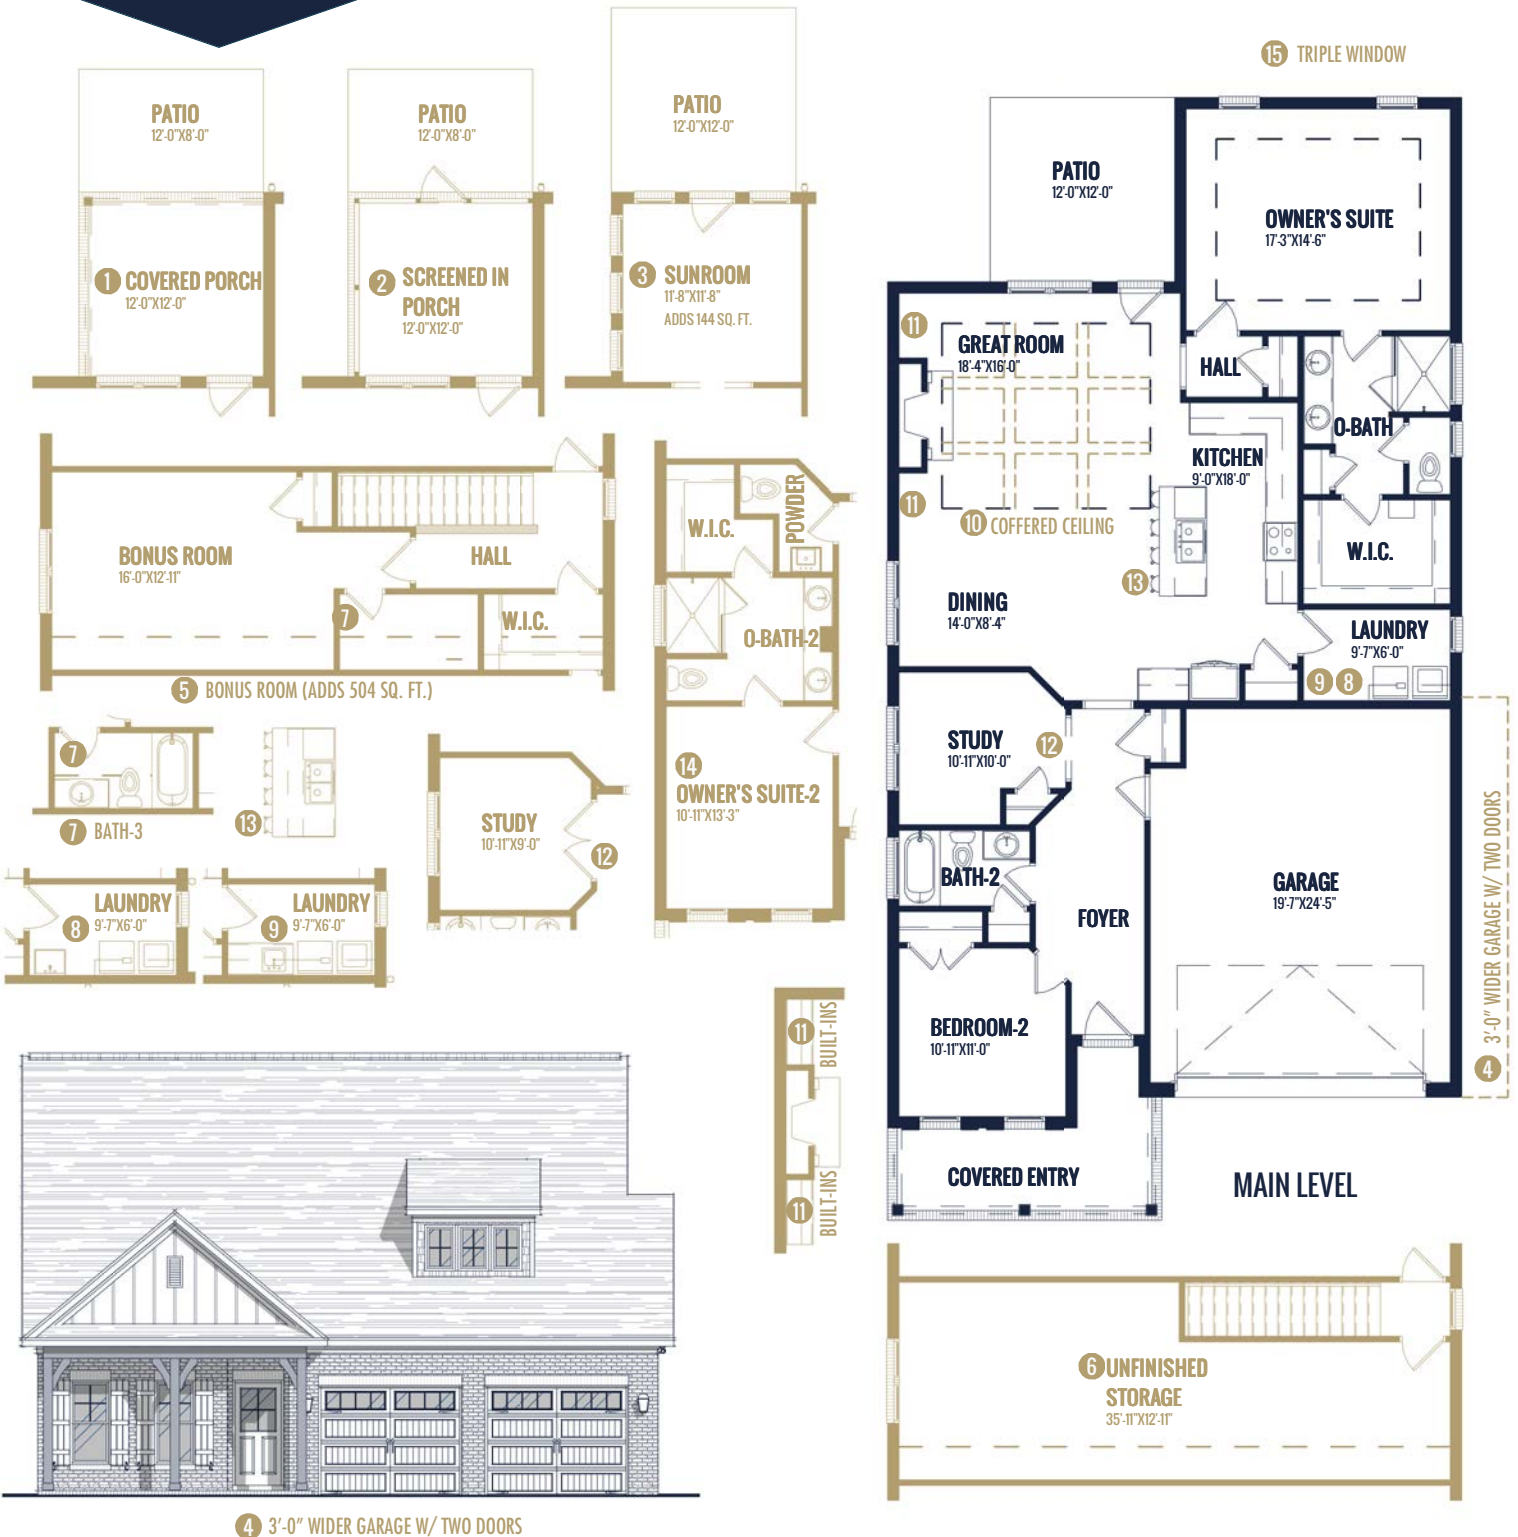 15 TRIPLE WINDOW
PATIO
12'-0"X8'-0"
PATIO
12'-0"X8'-0"
PATIO
12'-0"X12'-0"
1 COVERED PORCH
12'-0"X12'-0"
2 SCREENED IN
PORCH
12'-0"X12'-0"
3 SUNROOM
11'-8"X11'-8"
ADDS 144 SQ. FT.
PATIO
12'-0"X12'-0"
OWNER'S SUITE
17'-3"X14'-6"
11
GREAT ROOM
18'-4"X16'-0"
HALL
O-BATH
KITCHEN
9'-0"X18'-0"
11
10 COFFERED CEILING
W.I.C.
13
DINING
14'-0"X8'-4"
LAUNDRY
9'-7"X6'-0"
9 8
STUDY
10'-11"X10'-0"
12
BATH-2
FOYER
GARAGE
19'-7"X24'-5"
BEDROOM-2
10'-11"X11'-0"
4 3'-0" WIDER GARAGE W/ TWO DOORS
COVERED ENTRY
MAIN LEVEL
BONUS ROOM
16'-0"X12'-11"
HALL
7
W.I.C.
5 BONUS ROOM (ADDS 504 SQ. FT.)
W.I.C.
POWDER
O-BATH-2
14
OWNER'S SUITE-2
10'-11"X13'-3"
7
7 BATH-3
13
STUDY
10'-11"X9'-0"
12
LAUNDRY
8 9'-7"X6'-0"
LAUNDRY
9 9'-7"X6'-0"
11 BUILT-INS
11 BUILT-INS
6 UNFINISHED
STORAGE
35'-11"X12'-11"
4 3'-0" WIDER GARAGE W/ TWO DOORS